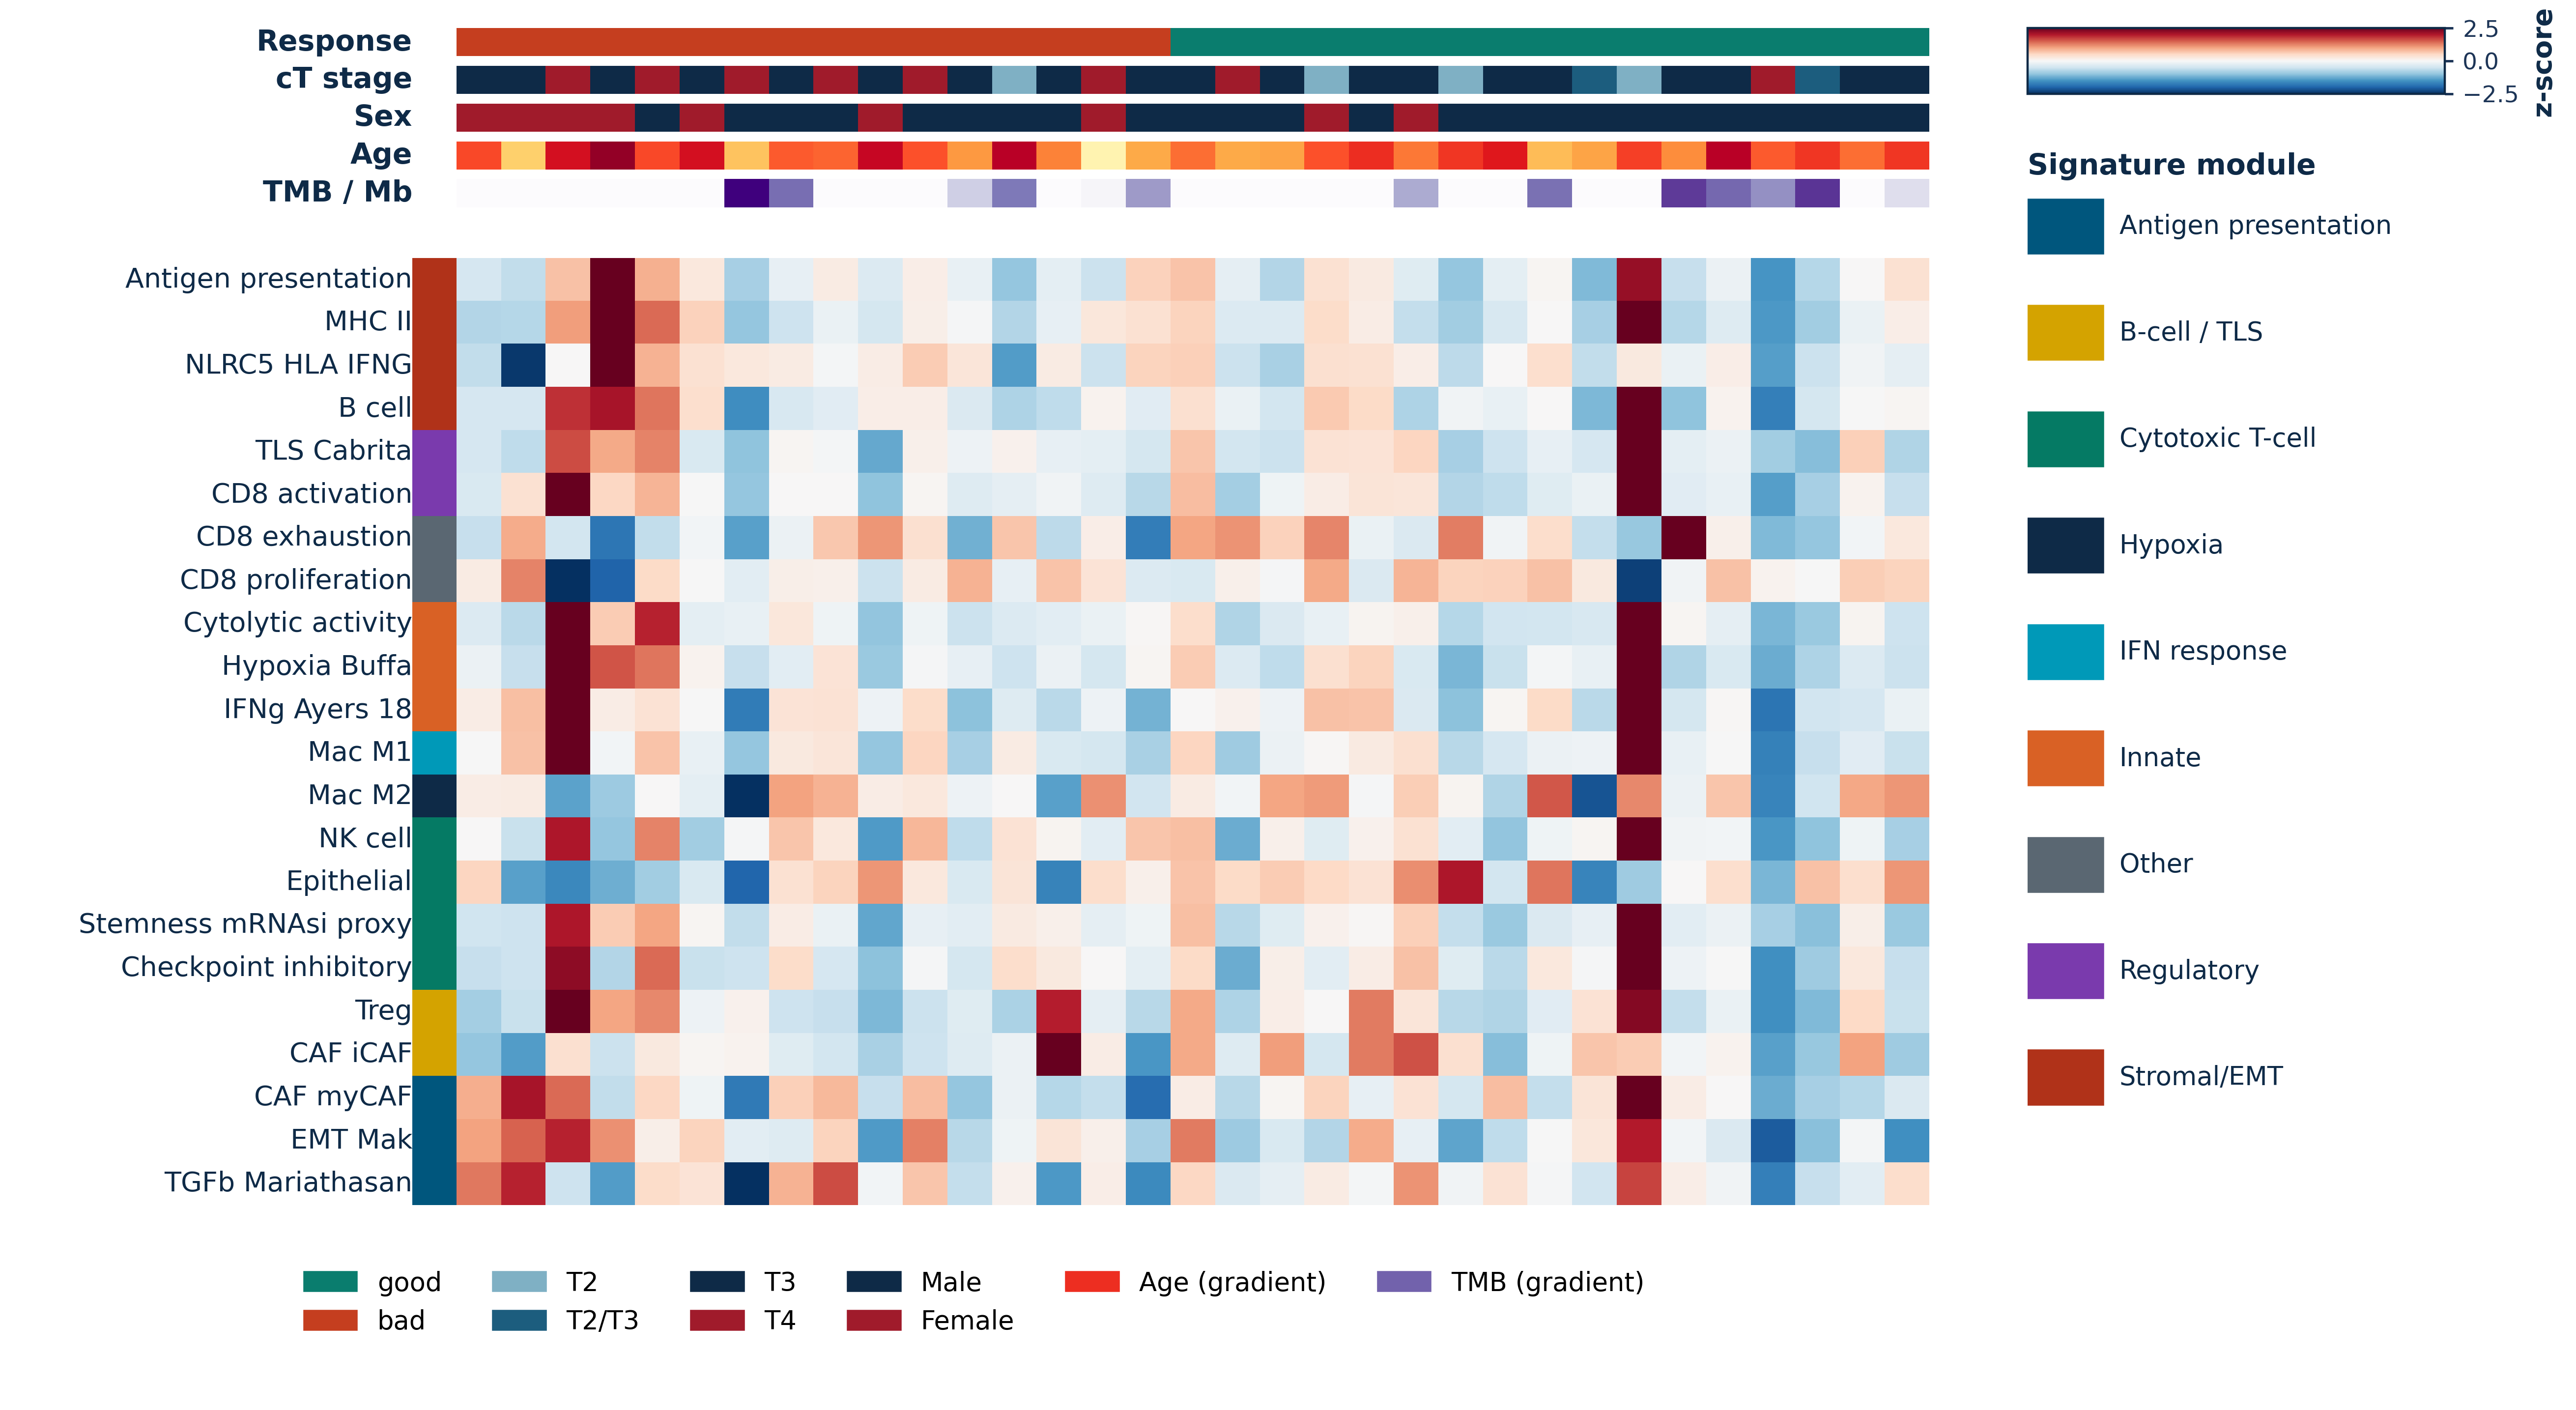 Response
cT stage
Sex
Age
TMB / Mb
2.5
0.0
−2.5
z-score
Signature module
Antigen presentation
B-cell / TLS
Cytotoxic T-cell
Hypoxia
IFN response
Innate
Other
Regulatory
Stromal/EMT
Antigen presentation
MHC II
NLRC5 HLA IFNG
B cell
TLS Cabrita
CD8 activation
CD8 exhaustion
CD8 proliferation
Cytolytic activity
Hypoxia Buffa
IFNg Ayers 18
Mac M1
Mac M2
NK cell
Epithelial
Stemness mRNAsi proxy
Checkpoint inhibitory
Treg
CAF iCAF
CAF myCAF
EMT Mak
TGFb Mariathasan
good T2 T3 Male Age (gradient) TMB (gradient)
bad T2/T3 T4 Female